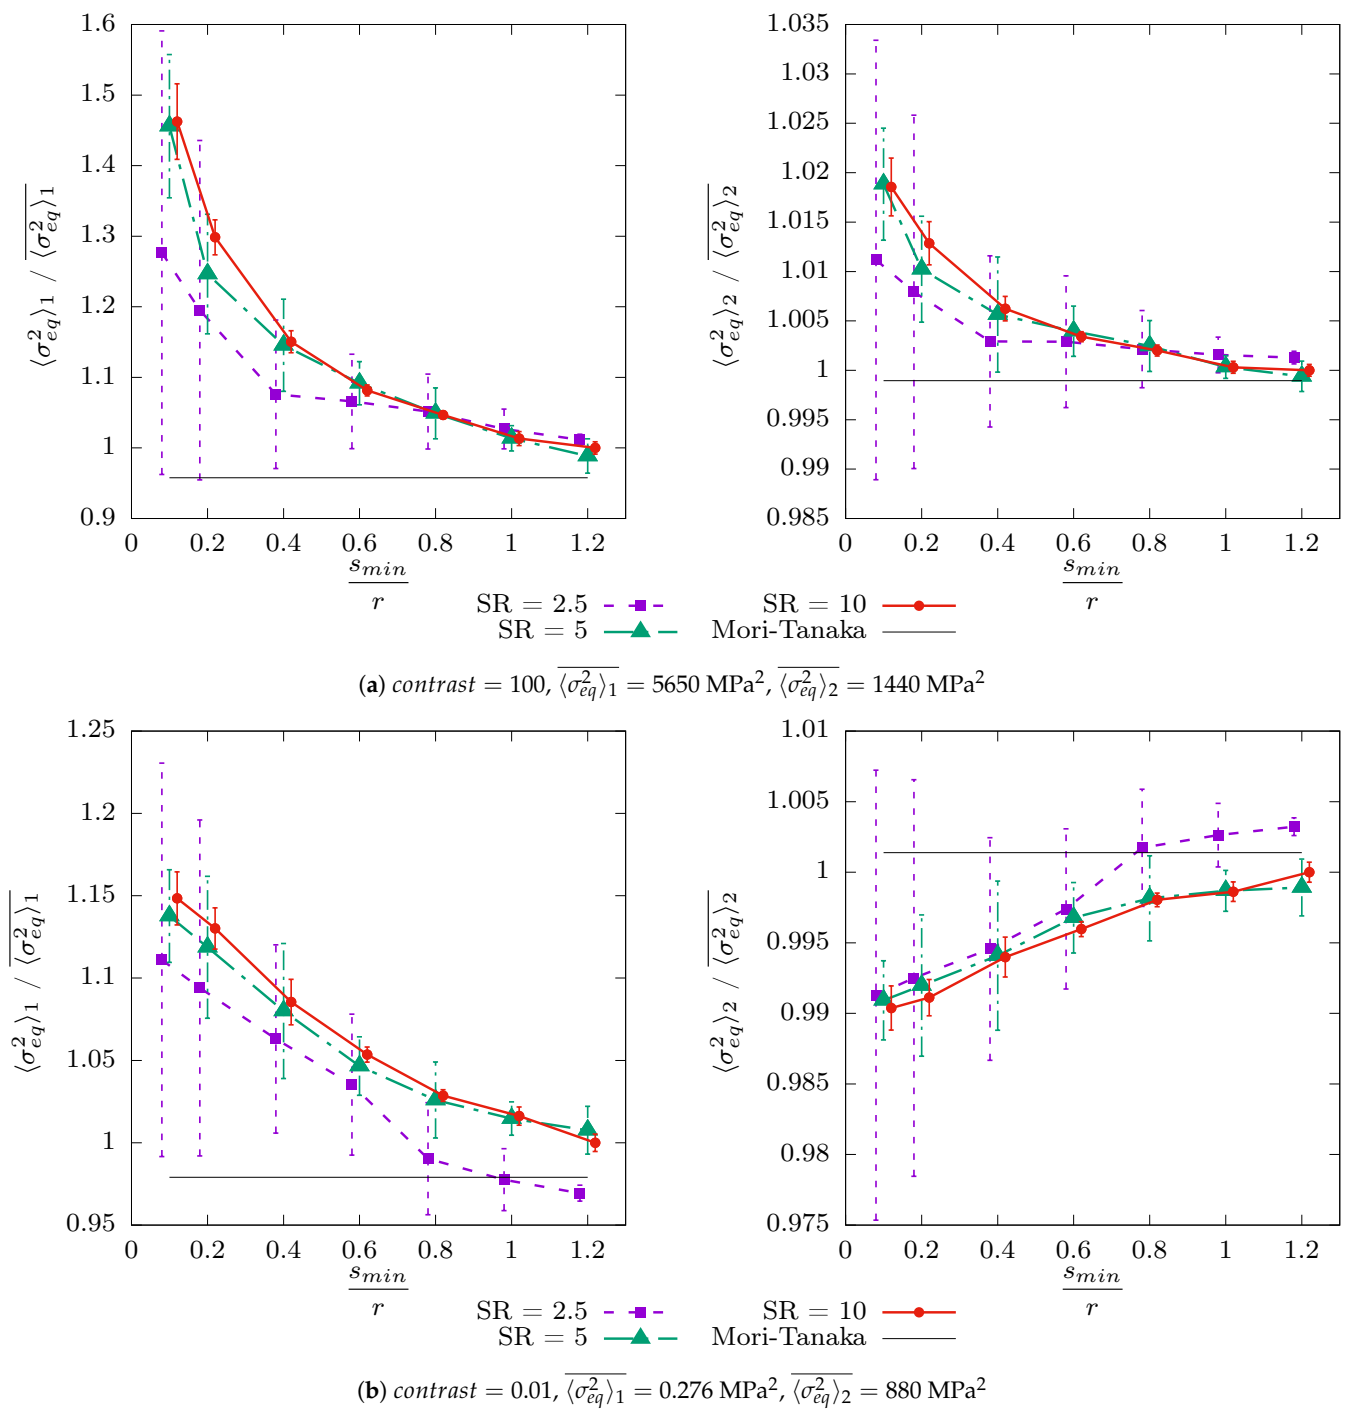 1.6
1.5
1.4
1.3
1.2
1.1
1
0.9
0 0.2 0.4 0.6 0.8 1 1.2
⟨σ²eq⟩1 / ⟨σ²eq⟩1
smin
r
1.035
1.03
1.025
1.02
1.015
1.01
1.005
1
0.995
0.99
0.985
0 0.2 0.4 0.6 0.8 1 1.2
⟨σ²eq⟩2 / ⟨σ²eq⟩2
smin
r
SR = 2.5 SR = 10
SR = 5 Mori-Tanaka
(a) contrast = 100, ⟨σ²eq⟩1 = 5650 MPa², ⟨σ²eq⟩2 = 1440 MPa²
1.25
1.2
1.15
1.1
1.05
1
0.95
0 0.2 0.4 0.6 0.8 1 1.2
⟨σ²eq⟩1 / ⟨σ²eq⟩1
smin
r
1.01
1.005
1
0.995
0.99
0.985
0.98
0.975
0 0.2 0.4 0.6 0.8 1 1.2
⟨σ²eq⟩2 / ⟨σ²eq⟩2
smin
r
SR = 2.5 SR = 10
SR = 5 Mori-Tanaka
(b) contrast = 0.01, ⟨σ²eq⟩1 = 0.276 MPa², ⟨σ²eq⟩2 = 880 MPa²